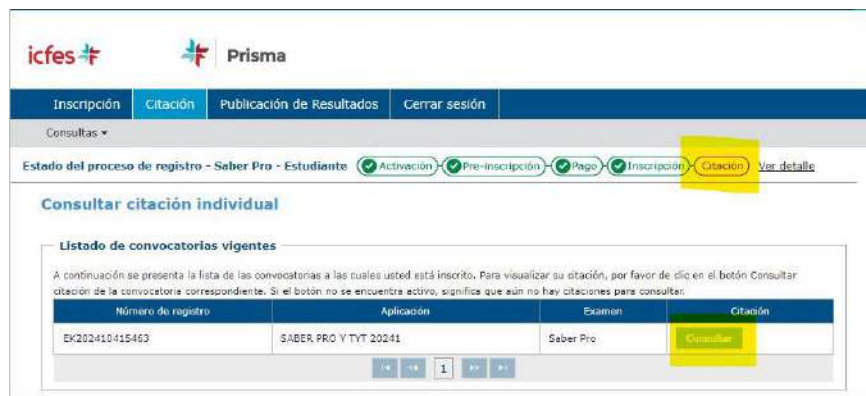 icfes Prisma
Inscripción Citación Publicación de Resultados Cerrar sesión
Consultas
Estado del proceso de registro - Saber Pro - Estudiante Activación Pre-inscripción Pago Inscripción Citación Ver detalle
Consultar citación individual
Listado de convocatorias vigentes
A continuación se presenta la lista de las convocatorias a las cuales usted está inscrito. Para visualizar su citación, por favor de clic en el botón Consultar
citación de la convocatoria correspondiente. Si el botón no se encuentra activo, significa que aún no hay citaciones para consultar.
Número de registro Aplicación Examen Citación
EK202410415463 SABER PRO Y TYT 20241 Saber Pro Consultar
1